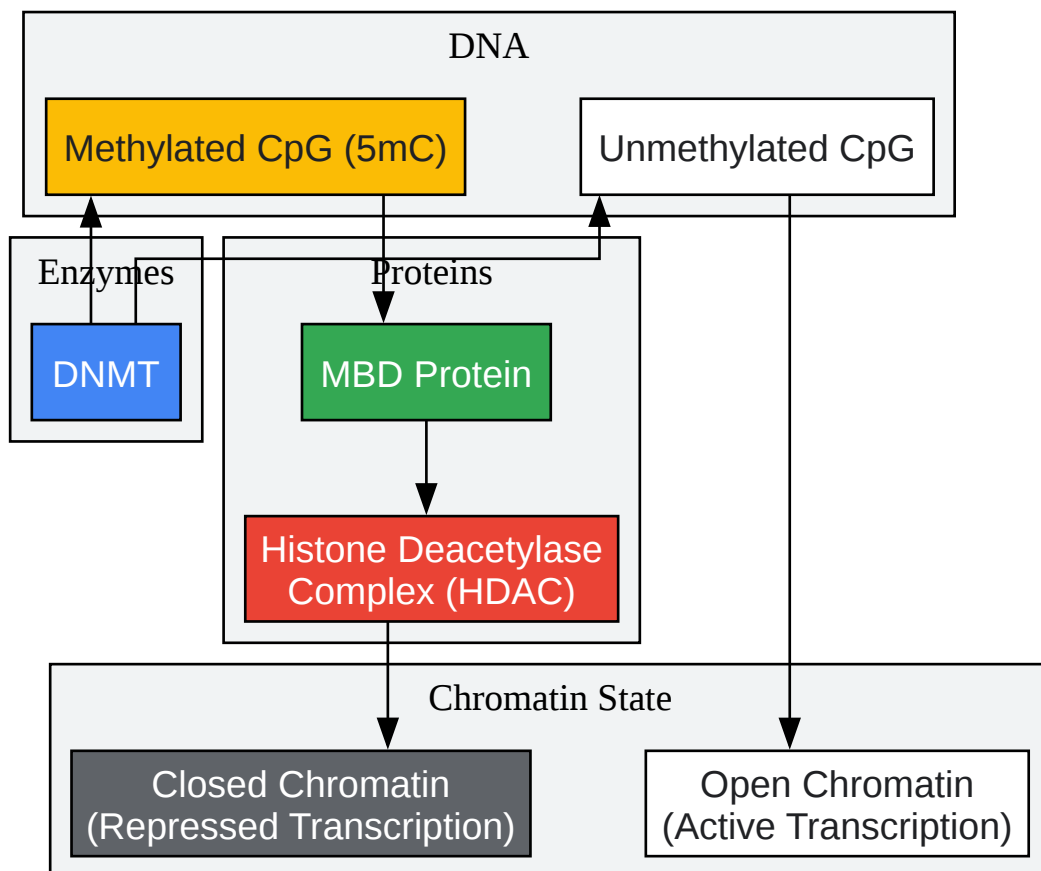 DNA
Methylated CpG (5mC)
Unmethylated CpG
Enzymes
Proteins
DNMT
MBD Protein
Histone Deacetylase
Complex (HDAC)
Chromatin State
Closed Chromatin
(Repressed Transcription)
Open Chromatin
(Active Transcription)